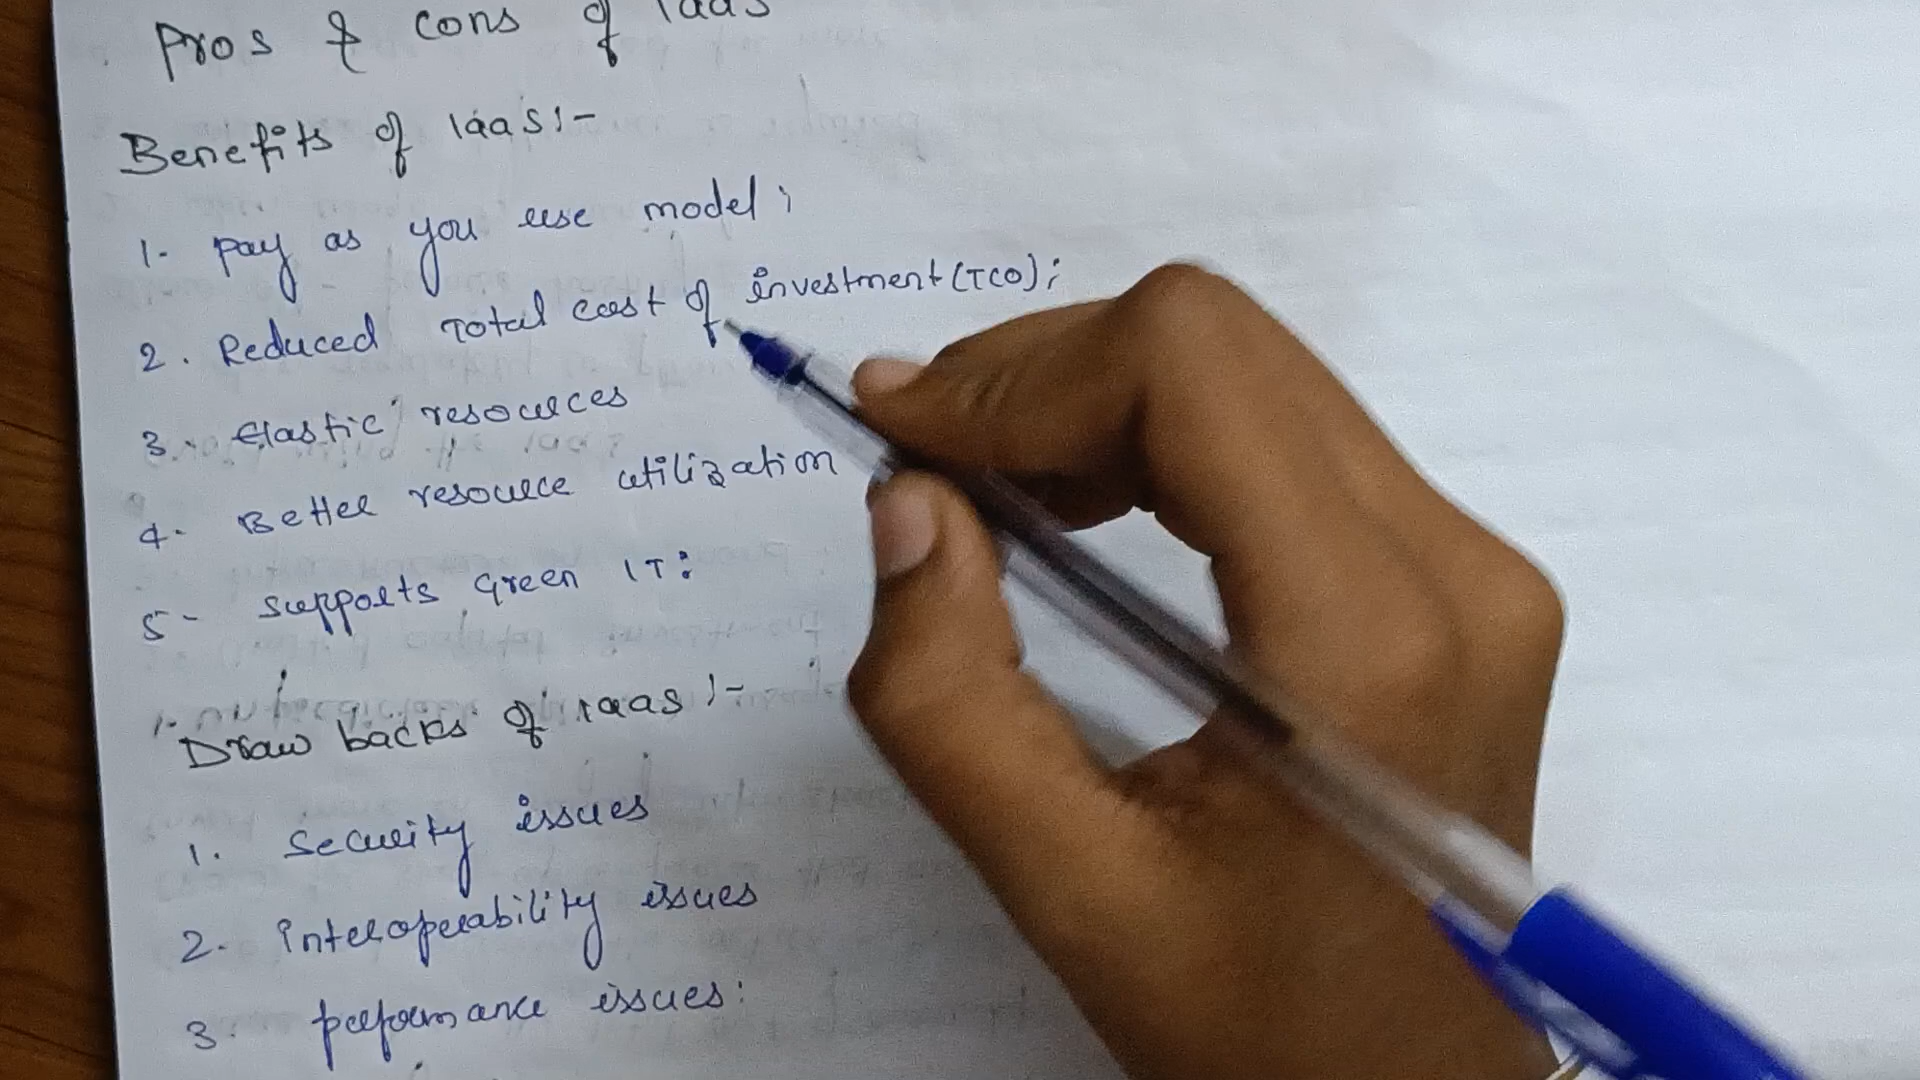 Pros & cons of Iaas
Benefits of Iaas:-
1. Pay as you use model;
2. Reduced Total cost of investment (TCO);
3. Elastic resources
4. Better resource utilization
5- supports Green IT:
Draw backs of Iaas :-
1. Security issues
2. interoperability issues
3. performance issues: